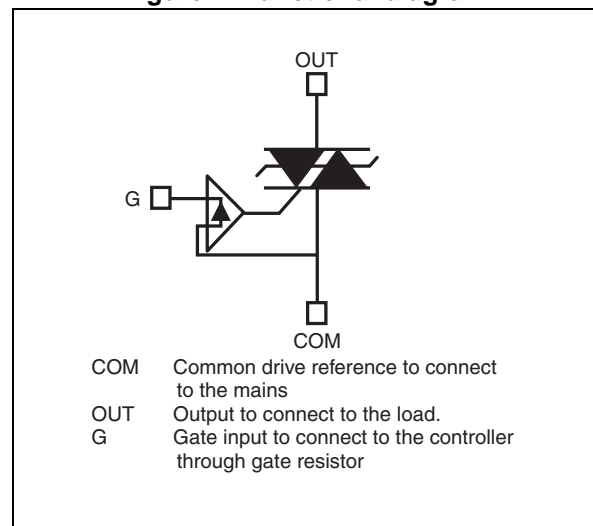 OUT
G
COM
COM Common drive reference to connect
to the mains
OUT Output to connect to the load.
G Gate input to connect to the controller
through gate resistor